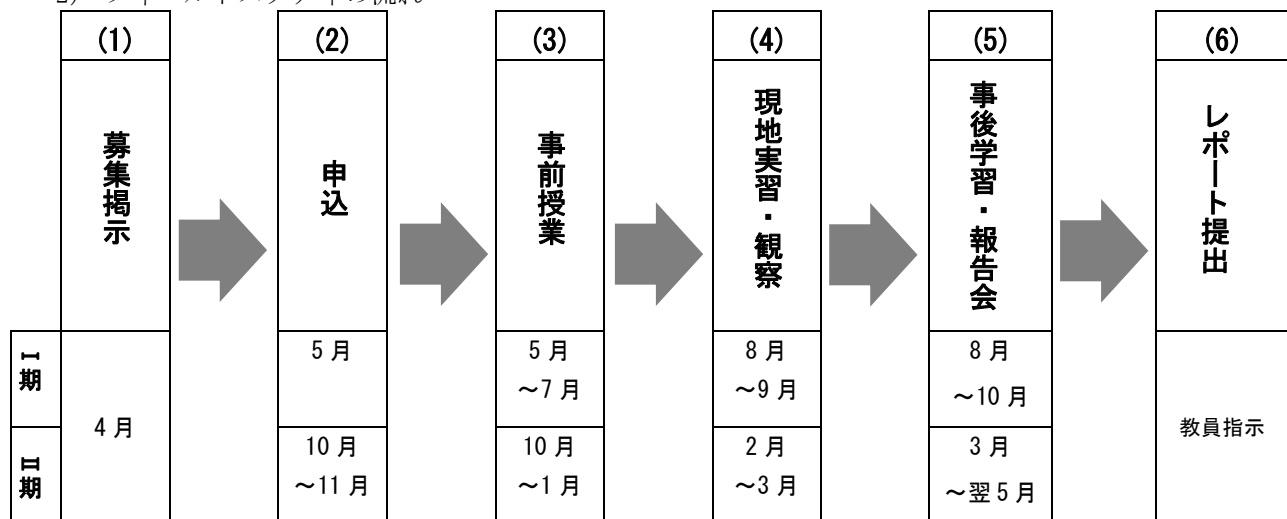 (1)
(2)
(3)
(4)
(5)
(6)
募集掲示
申込
事前授業
現地実習・観察
事後学習・報告会
レポート提出
Ⅰ期
4月
5月
5月
～7月
8月
～9月
8月
～10月
教員指示
Ⅱ期
10月
～11月
10月
～1月
2月
～3月
3月
～翌5月